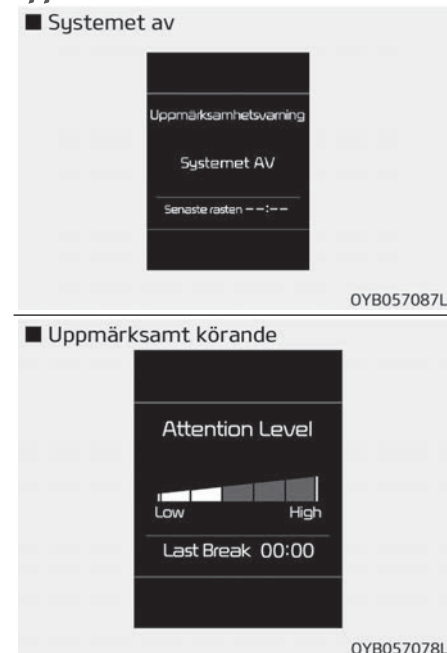 ■ Systemet av
Uppmärksamhetsvarning
Systemet AV
Senaste rasten --:--
OYB057087L
■ Uppmärksamt körande
Attention Level
Low High
Last Break 00:00
OYB057078L